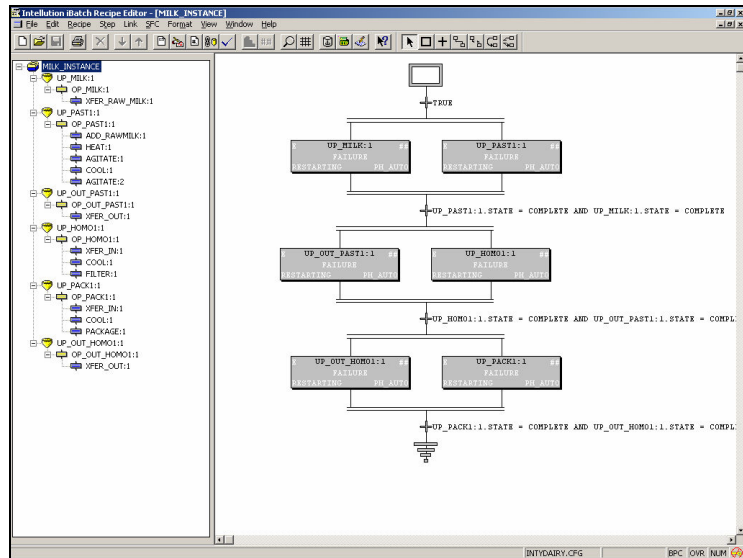 Intellution iBatch Recipe Editor - [MILK_INSTANCE]
File Edit Recipe Step Link SFC Format View Window Help
MILK_INSTANCE
UP_MILK:1
OP_MILK:1
XFER_RAW_MILK:1
UP_PAST1:1
OP_PAST1:1
ADD_RAWMILK:1
HEAT:1
AGITATE:1
COOL:1
AGITATE:2
UP_OUT_PAST1:1
OP_OUT_PAST1:1
XFER_OUT:1
UP_HOMO1:1
OP_HOMO1:1
XFER_IN:1
COOL:1
FILTER:1
UP_PACK1:1
OP_PACK1:1
XFER_IN:1
COOL:1
PACKAGE:1
UP_OUT_HOMO1:1
OP_OUT_HOMO1:1
XFER_OUT:1
TRUE
UP_MILK:1 ##
FAILURE
RESTARTING PH_AUTO
UP_PAST1:1 ##
FAILURE
RESTARTING PH_AUTO
UP_PAST1:1.STATE = COMPLETE AND UP_MILK:1.STATE = COMPLETE
UP_OUT_PAST1:1 ##
FAILURE
RESTARTING PH_AUTO
UP_HOMO1:1 ##
FAILURE
RESTARTING PH_AUTO
UP_HOMO1:1.STATE = COMPLETE AND UP_OUT_PAST1:1.STATE = COMPL
UP_OUT_HOMO1:1 ##
FAILURE
RESTARTING PH_AUTO
UP_PACK1:1 ##
FAILURE
RESTARTING PH_AUTO
UP_PACK1:1.STATE = COMPLETE AND UP_OUT_HOMO1:1.STATE = COMPLE
INTYDAIRY.CFG BPC OVR NUM